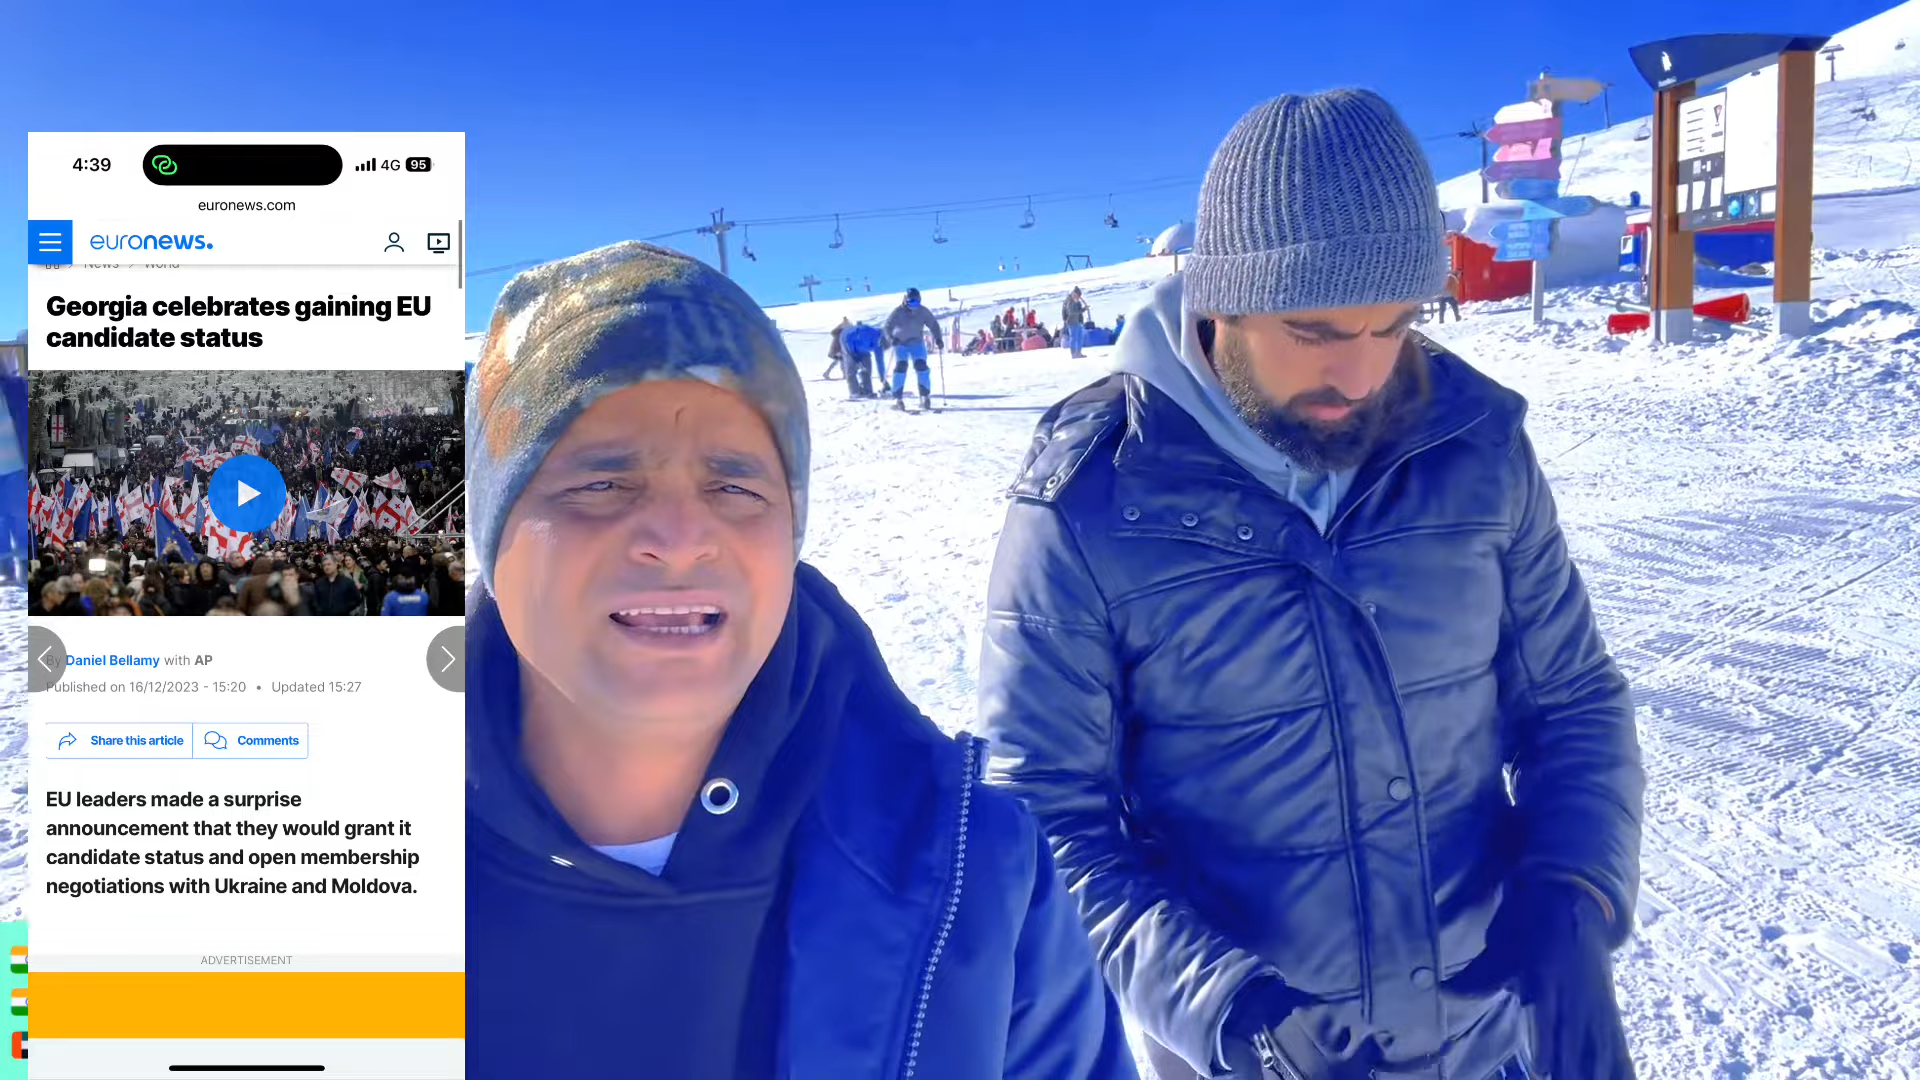 4:39
4G 95
euronews.com
euronews.
News > World
Georgia celebrates gaining EU
candidate status
By Daniel Bellamy with AP
Published on 16/12/2023 - 15:20 • Updated 15:27
Share this article
Comments
EU leaders made a surprise
announcement that they would grant it
candidate status and open membership
negotiations with Ukraine and Moldova.
ADVERTISEMENT